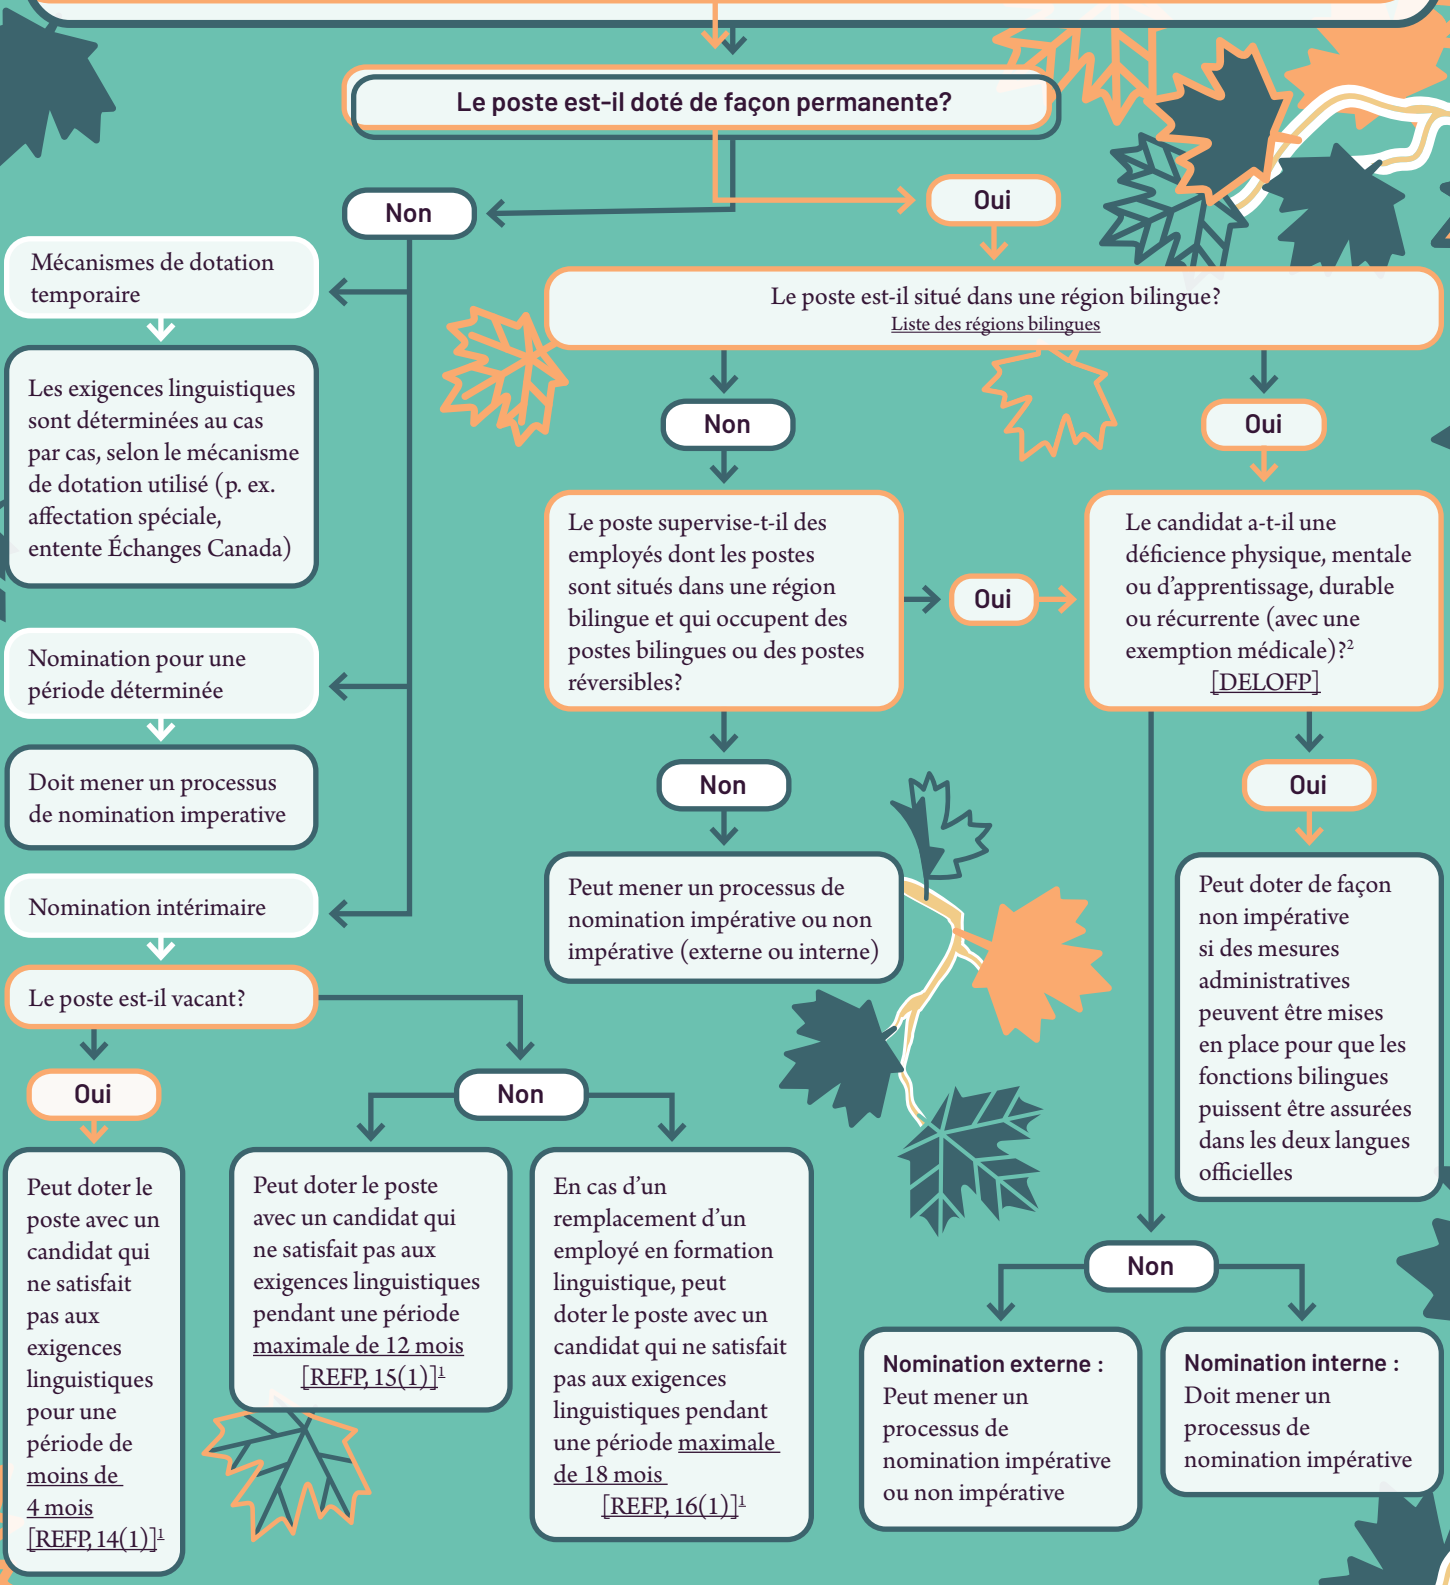 Le poste est-il doté de façon permanente?
Non
Oui
Mécanismes de dotation
temporaire
Les exigences linguistiques
sont déterminées au cas
par cas, selon le mécanisme
de dotation utilisé (p. ex.
affectation spéciale,
entente Échanges Canada)
Nomination pour une
période déterminée
Doit mener un processus
de nomination imperative
Nomination intérimaire
Le poste est-il vacant?
Oui
Peut doter le
poste avec un
candidat qui
ne satisfait
pas aux
exigences
linguistiques
pour une
période de
moins de
4 mois
[REFP, 14(1)]¹
Non
Peut doter le poste
avec un candidat qui
ne satisfait pas aux
exigences linguistiques
pendant une période
maximale de 12 mois
[REFP, 15(1)]¹
En cas d’un
remplacement d’un
employé en formation
linguistique, peut
doter le poste avec un
candidat qui ne satisfait
pas aux exigences
linguistiques pendant
une période maximale
de 18 mois
[REFP, 16(1)]¹
Le poste est-il situé dans une région bilingue?
Liste des régions bilingues
Non
Oui
Le poste supervise-t-il des
employés dont les postes
sont situés dans une région
bilingue et qui occupent des
postes bilingues ou des postes
réversibles?
Oui
Non
Peut mener un processus de
nomination impérative ou non
impérative (externe ou interne)
Le candidat a-t-il une
déficience physique, mentale
ou d’apprentissage, durable
ou récurrente (avec une
exemption médicale)?²
[DELOFP]
Oui
Peut doter de façon
non impérative
si des mesures
administratives
peuvent être mises
en place pour que les
fonctions bilingues
puissent être assurées
dans les deux langues
officielles
Non
Nomination externe :
Peut mener un
processus de
nomination impérative
ou non impérative
Nomination interne :
Doit mener un
processus de
nomination impérative